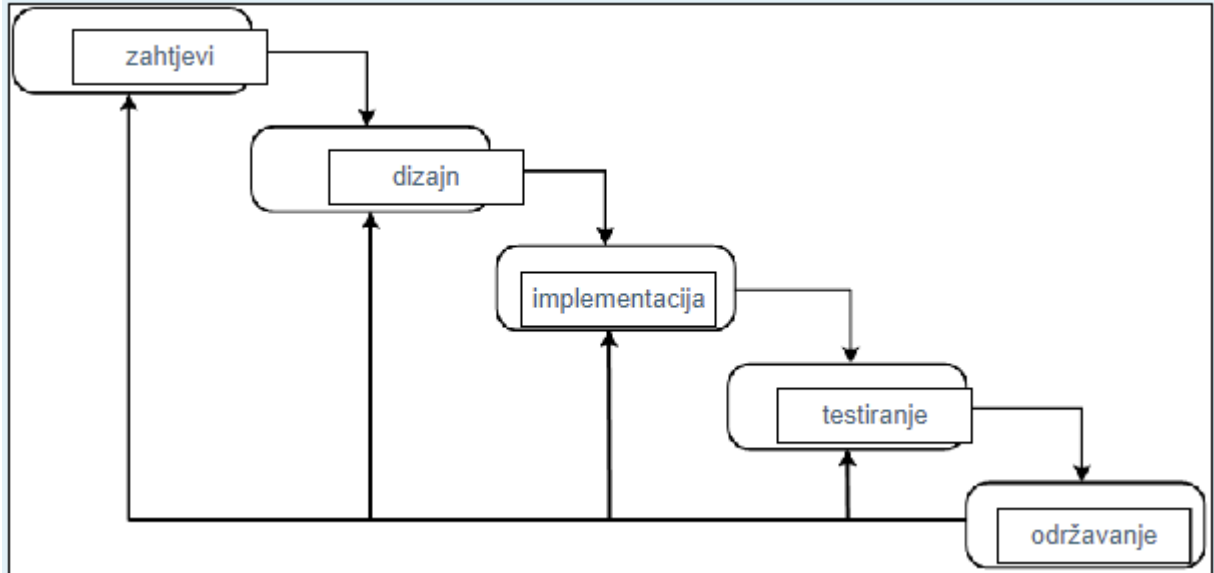 zahtjevi
dizajn
implementacija
testiranje
održavanje